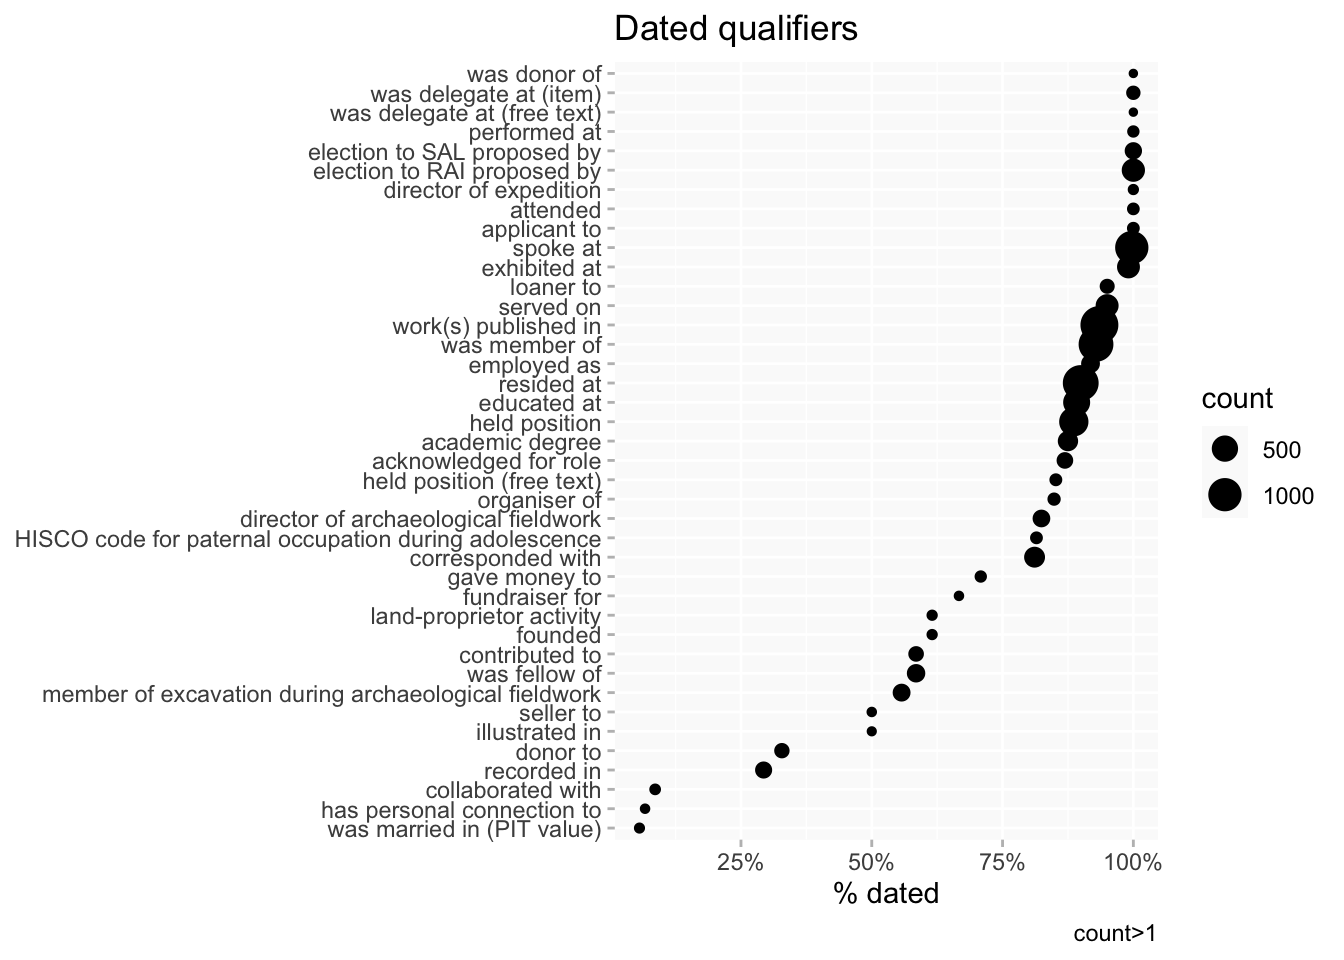 Dated qualifiers
was donor of
was delegate at (item)
was delegate at (free text)
performed at
election to SAL proposed by
election to RAI proposed by
director of expedition
attended
applicant to
spoke at
exhibited at
loaner to
served on
work(s) published in
was member of
employed as
resided at
educated at
held position
academic degree
acknowledged for role
held position (free text)
organiser of
director of archaeological fieldwork
HISCO code for paternal occupation during adolescence
corresponded with
gave money to
fundraiser for
land-proprietor activity
founded
contributed to
was fellow of
member of excavation during archaeological fieldwork
seller to
illustrated in
donor to
recorded in
collaborated with
has personal connection to
was married in (PIT value)
25% 50% 75% 100%
% dated
count
500
1000
count>1